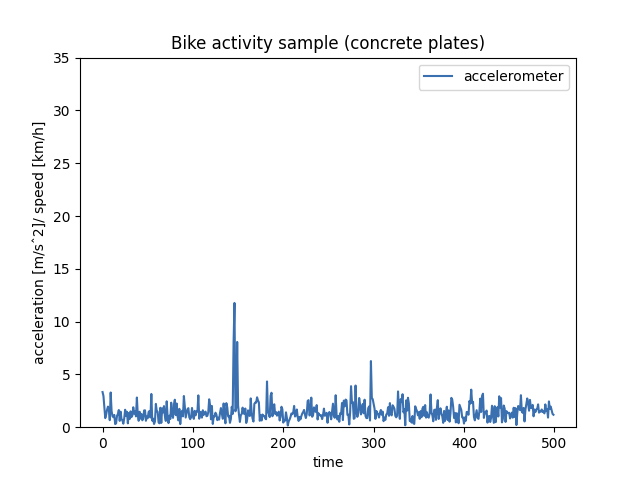 Bike activity sample (concrete plates)
accelerometer
35
30
25
20
15
10
5
0
acceleration [m/sˆ2]/ speed [km/h]
0 100 200 300 400 500
time